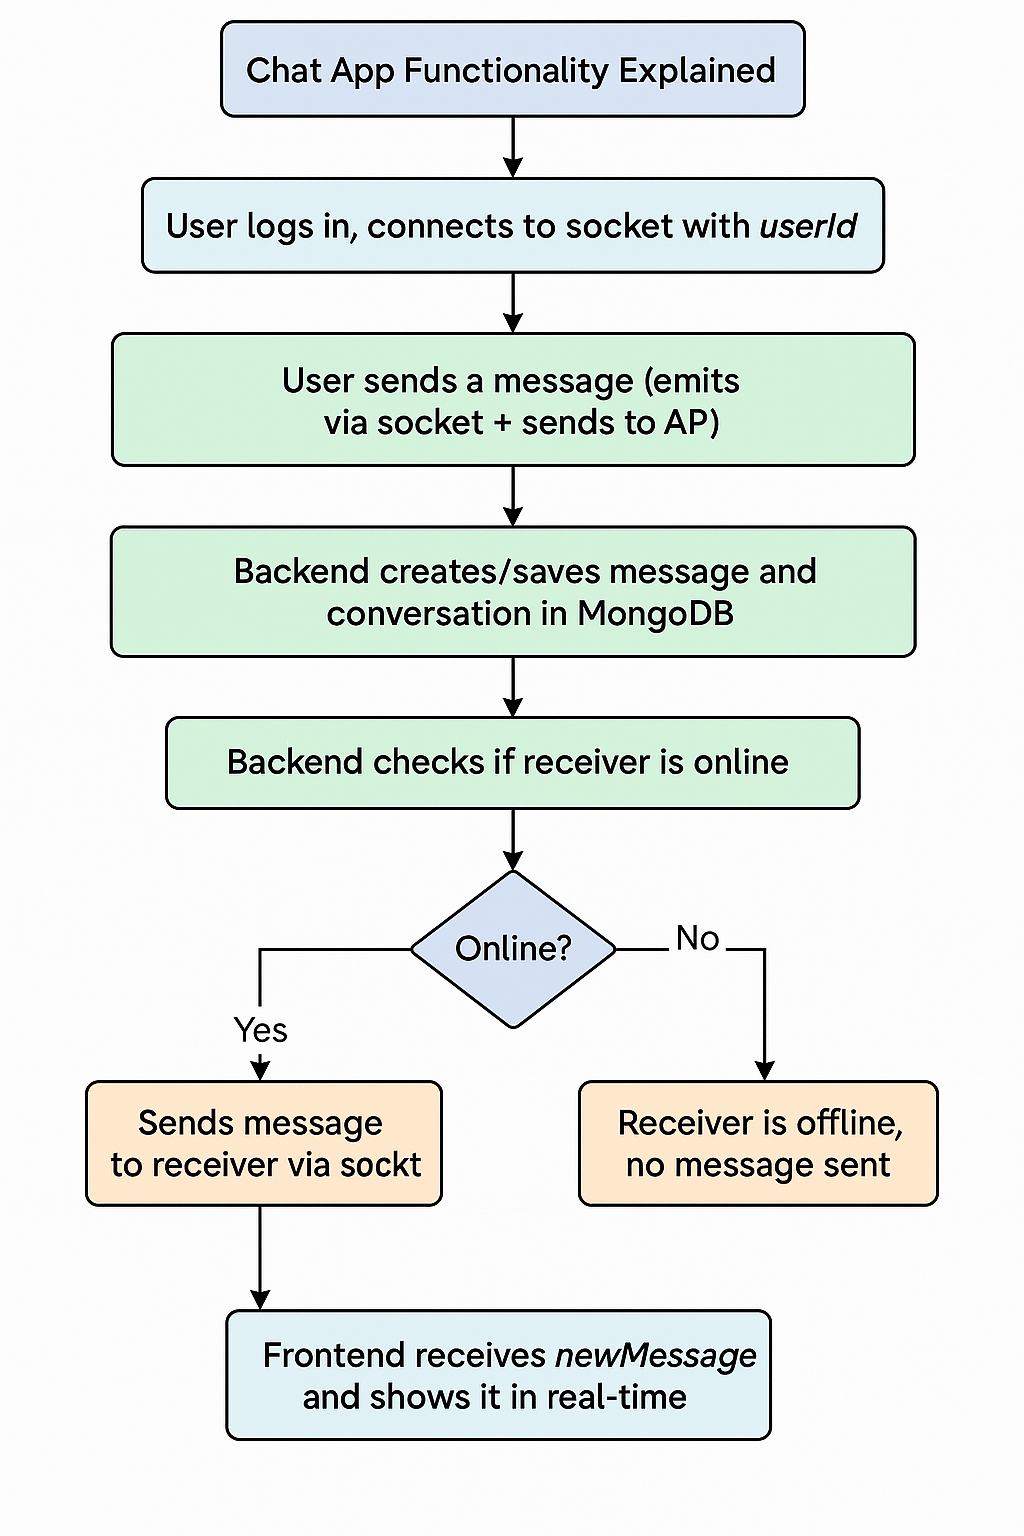 Chat App Functionality Explained
User logs in, connects to socket with userId
User sends a message (emits
via socket + sends to AP)
Backend creates/saves message and
conversation in MongoDB
Backend checks if receiver is online
Online?
No
Yes
Sends message
to receiver via sockt
Receiver is offline,
no message sent
Frontend receives newMessage
and shows it in real-time